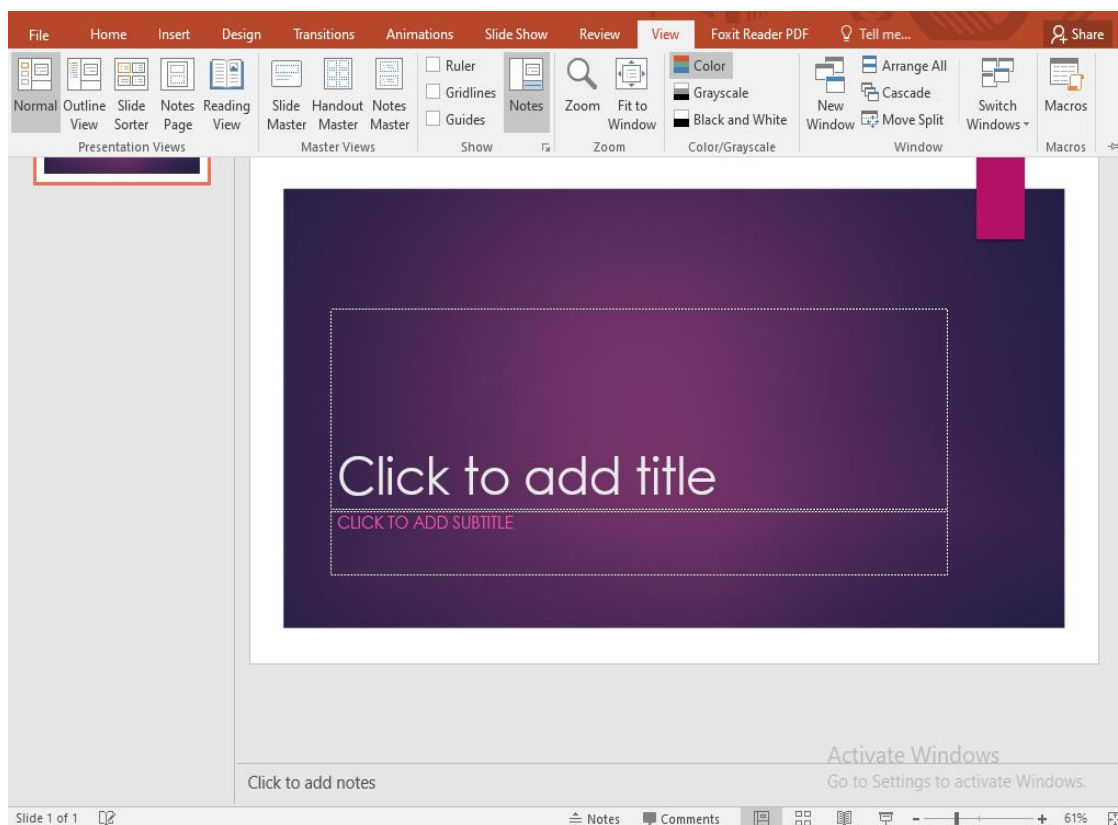 File Home Insert Design Transitions Animations Slide Show Review View Foxit Reader PDF Tell me... Share
Normal Outline View Slide Sorter Notes Page Reading View
Presentation Views
Slide Master Handout Master Notes Master
Master Views
Ruler
Gridlines
Guides
Notes
Show
Zoom Fit to Window
Zoom
Color
Grayscale
Black and White
Color/Grayscale
New Window
Arrange All
Cascade
Move Split
Switch Windows
Window
Macros
Macros
Click to add title
CLICK TO ADD SUBTITLE
Activate Windows
Go to Settings to activate Windows.
Click to add notes
Slide 1 of 1 Notes Comments 61%